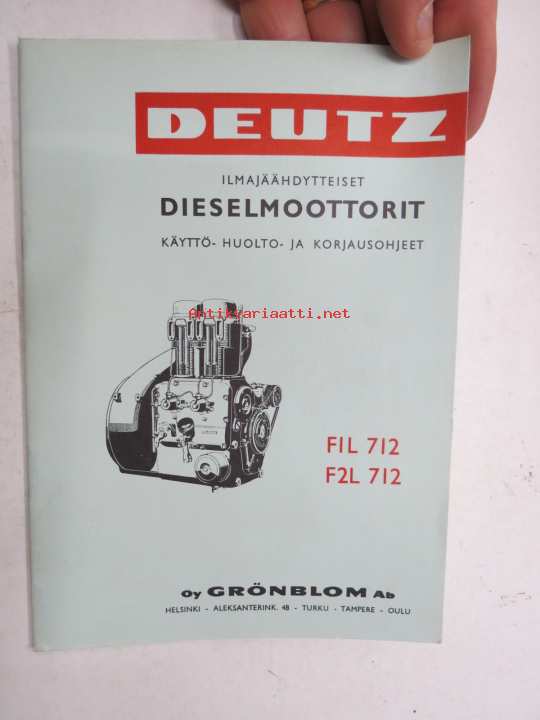 DEUTZ
ILMAJÄÄHDYTTEISET
DIESELMOOTTORIT
KÄYTTÖ- HUOLTO- JA KORJAUSOHJEET
Antikvariaatti.net
F1L 712
F2L 712
Oy GRÖNBLOM Ab
HELSINKI - ALEKSANTERINK. 48 - TURKU - TAMPERE - OULU